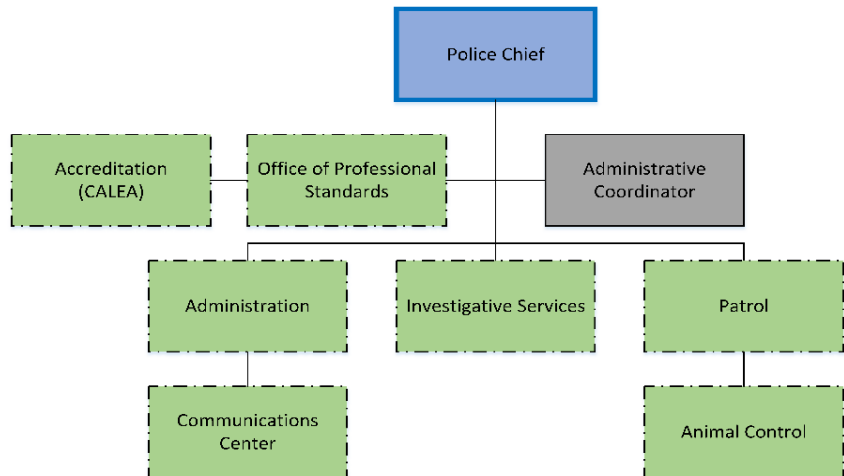 Police Chief
Accreditation
(CALEA)
Office of Professional
Standards
Administrative
Coordinator
Administration
Investigative Services
Patrol
Communications
Center
Animal Control